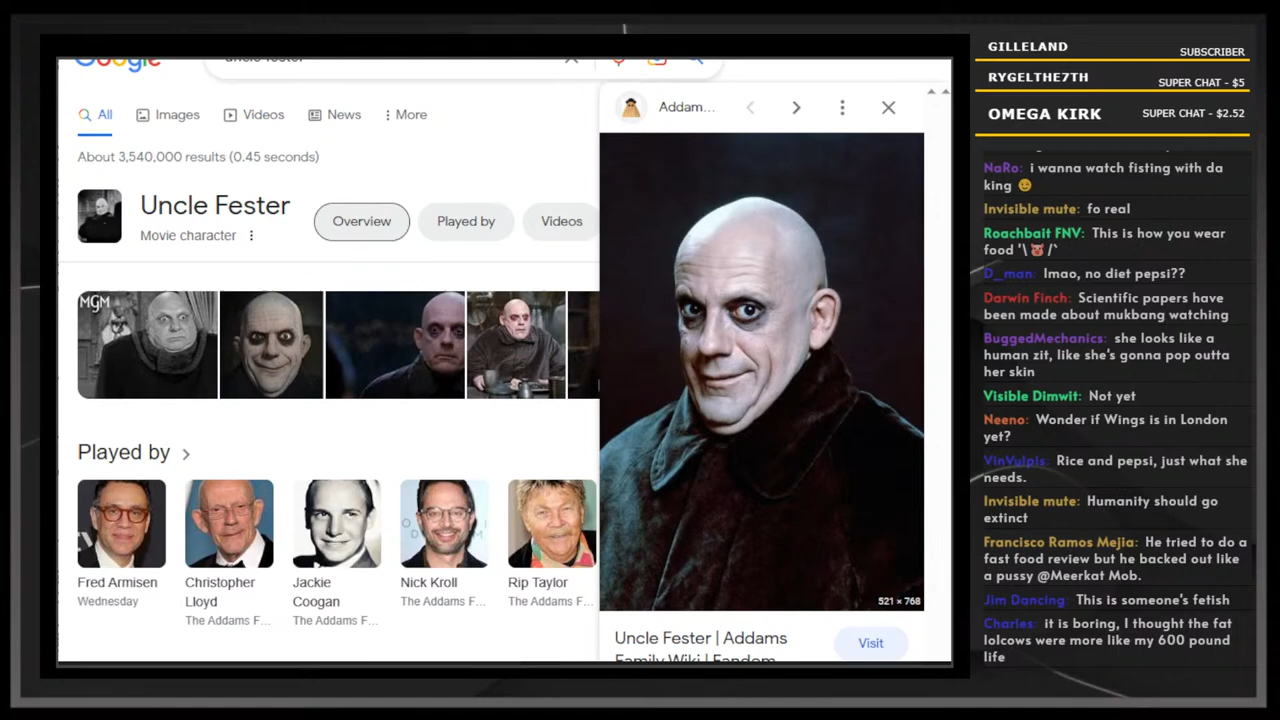 Google
uncle fester
All
Images
Videos
News
More
About 3,540,000 results (0.45 seconds)
Uncle Fester
Movie character
Overview
Played by
Videos
MGM
Played by
Fred Armisen
Wednesday
Christopher
Lloyd
The Addams F...
Jackie
Coogan
The Addams F...
Nick Kroll
The Addams F...
Rip Taylor
The Addams F...
Addam...
521 × 768
Uncle Fester | Addams
Family Wiki | Fandom
Visit
GILLELAND
SUBSCRIBER
RYGELTHE7TH
SUPER CHAT - $5
OMEGA KIRK
SUPER CHAT - $2.52
NaRo: i wanna watch fisting with da
king 😉
Invisible mute: fo real
Roachbait FNV: This is how you wear
food '\ 🐷 /`
D_man: lmao, no diet pepsi??
Darwin Finch: Scientific papers have
been made about mukbang watching
BuggedMechanics: she looks like a
human zit, like she's gonna pop outta
her skin
Visible Dimwit: Not yet
Neeno: Wonder if Wings is in London
yet?
VinVulpis: Rice and pepsi, just what she
needs.
Invisible mute: Humanity should go
extinct
Francisco Ramos Mejia: He tried to do a
fast food review but he backed out like
a pussy @Meerkat Mob.
Jim Dancing: This is someone's fetish
Charles: it is boring, I thought the fat
lolcows were more like my 600 pound
life